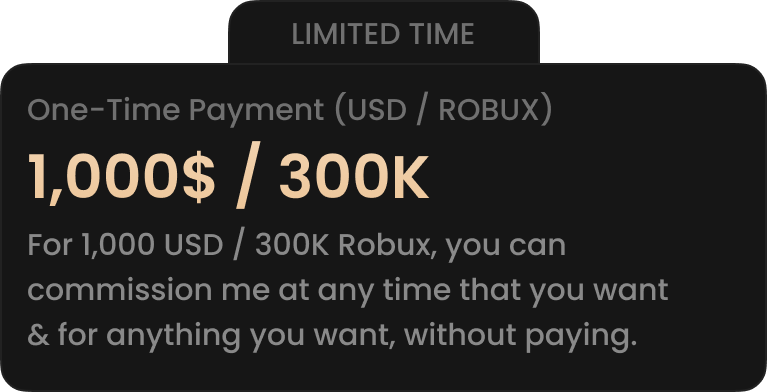 LIMITED TIME
One-Time Payment (USD / ROBUX)
1,000$ / 300K
For 1,000 USD / 300K Robux, you can
commission me at any time that you want
& for anything you want, without paying.